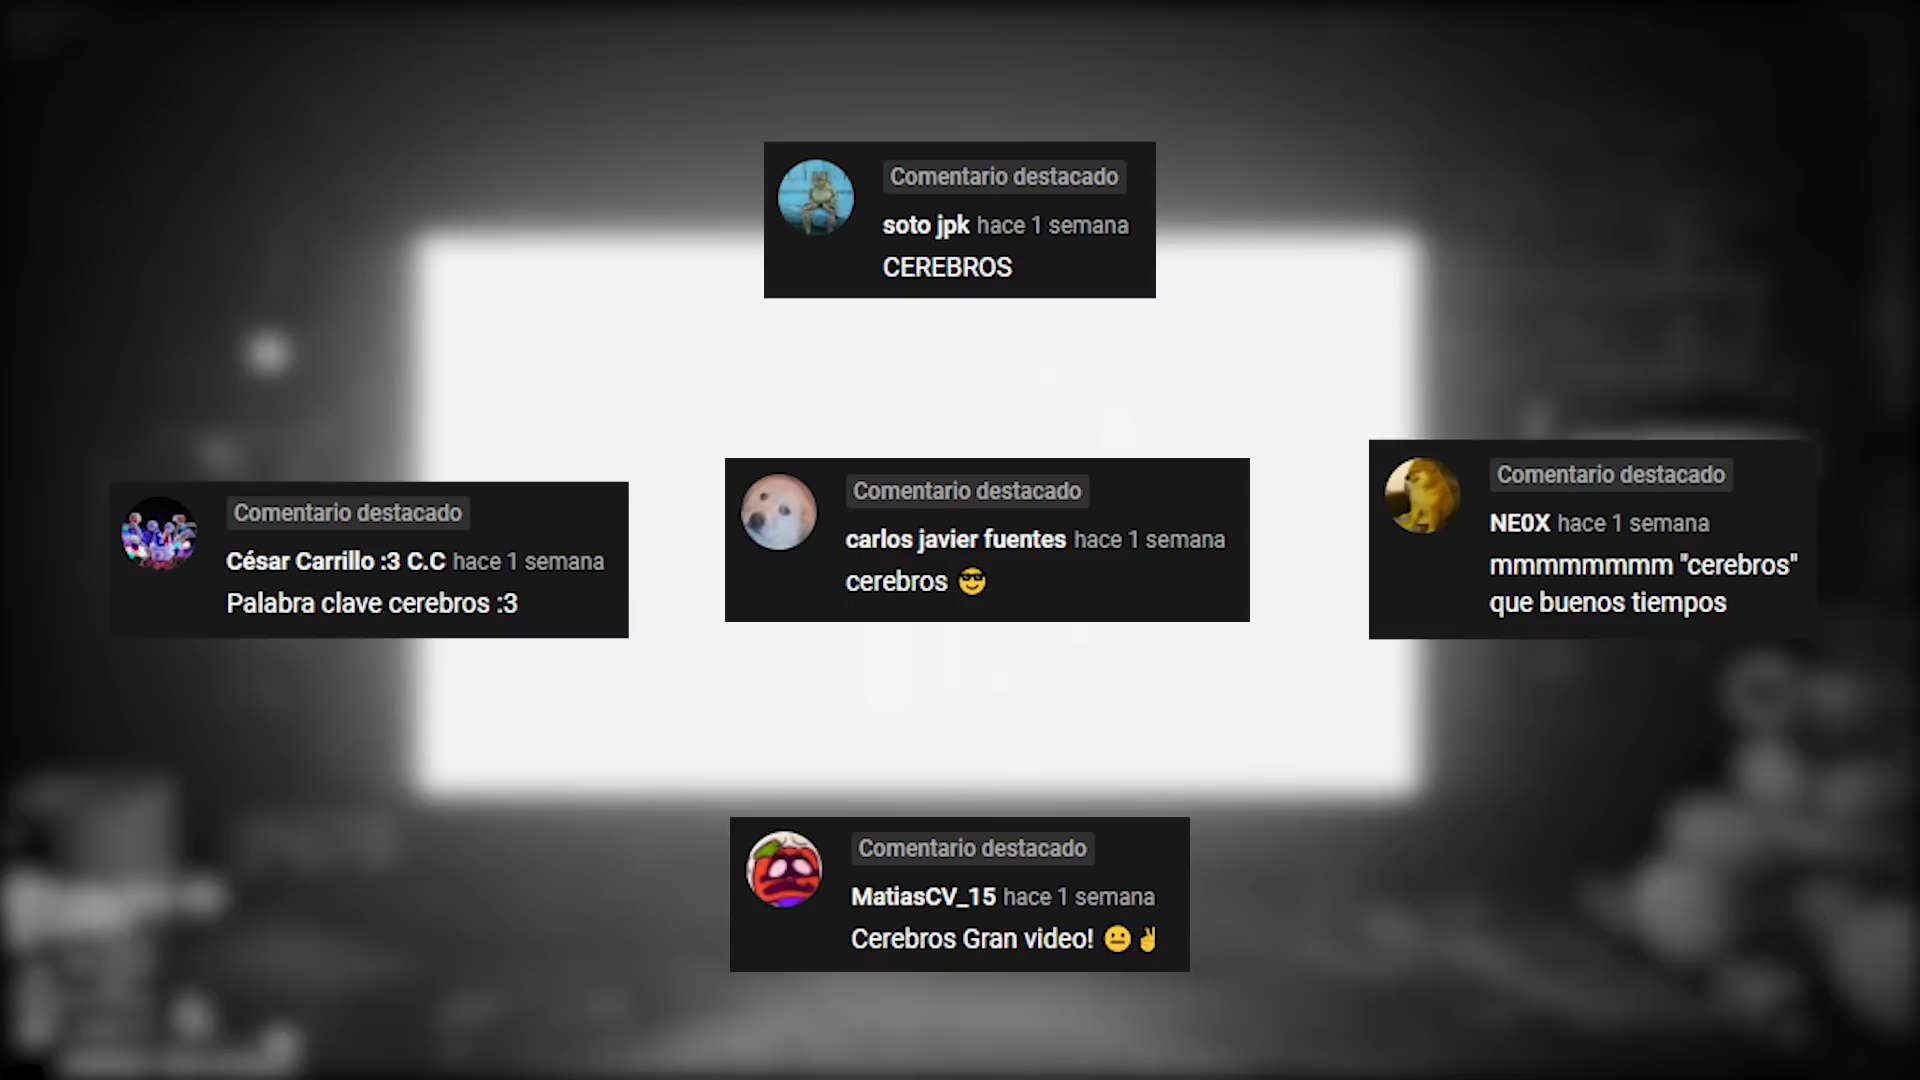 Comentario destacado
soto jpk hace 1 semana
CEREBROS
Comentario destacado
César Carrillo :3 C.C hace 1 semana
Palabra clave cerebros :3
Comentario destacado
carlos javier fuentes hace 1 semana
cerebros 😎
Comentario destacado
NE0X hace 1 semana
mmmmmmmm "cerebros"
que buenos tiempos
Comentario destacado
MatiasCV_15 hace 1 semana
Cerebros Gran video! 😐✌